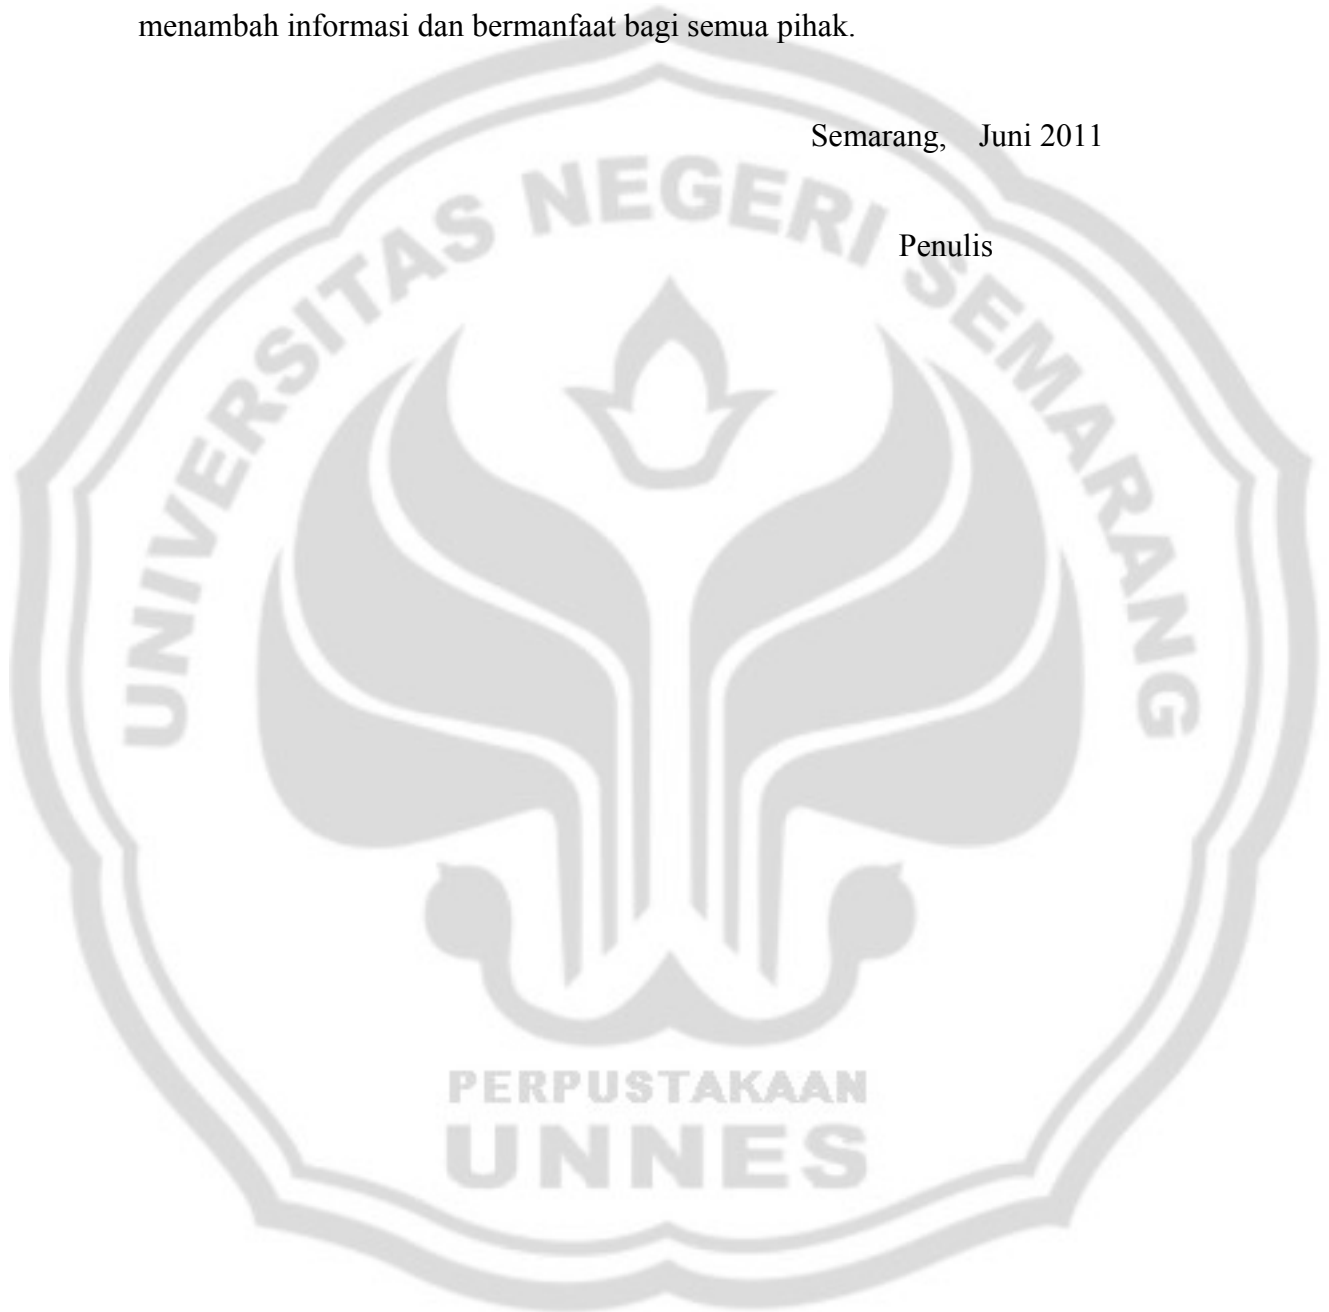 menambah informasi dan bermanfaat bagi semua pihak.
Semarang, Juni 2011
Penulis
UNIVERSITAS NEGERI SEMARANG
PERPUSTAKAAN
UNNES